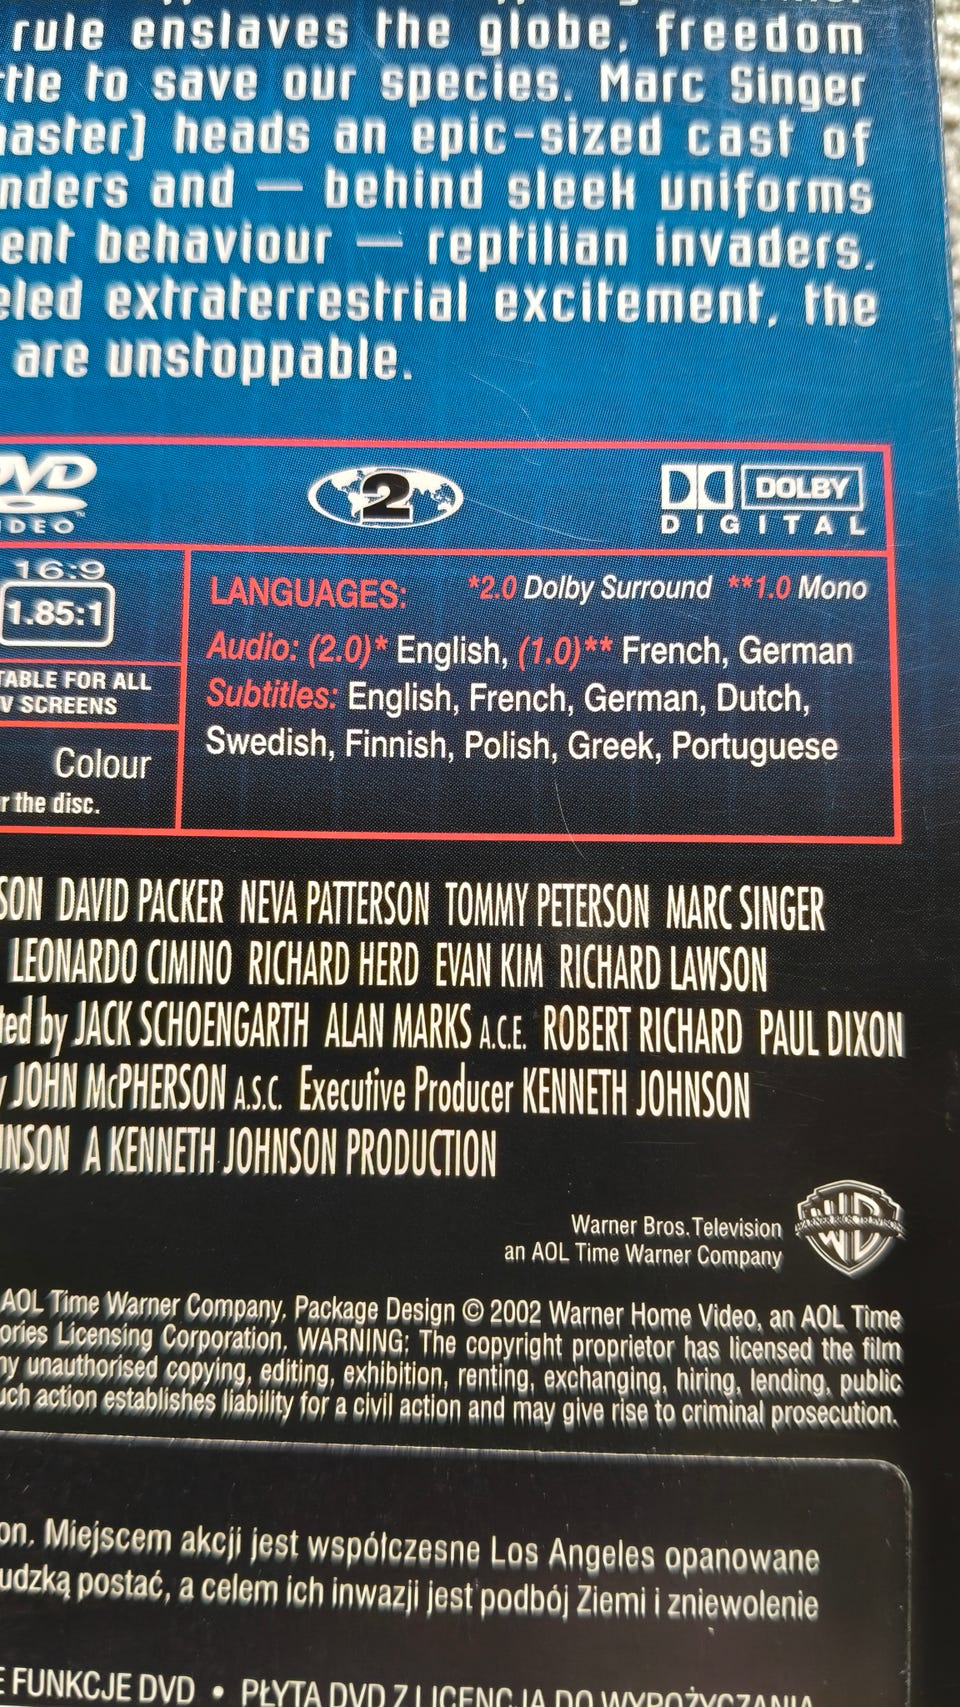 rule enslaves the globe, freedom
to save our species. Marc Singer
heads an epic-sized cast of
and — behind sleek uniforms
behaviour — reptilian invaders.
extraterrestrial excitement, the
are unstoppable.
DVD
VIDEO
2
DOLBY
DIGITAL
16:9
1.85:1
TABLE FOR ALL
V SCREENS
Colour
r the disc.
LANGUAGES: *2.0 Dolby Surround **1.0 Mono
Audio: (2.0)* English, (1.0)** French, German
Subtitles: English, French, German, Dutch,
Swedish, Finnish, Polish, Greek, Portuguese
SON DAVID PACKER NEVA PATTERSON TOMMY PETERSON MARC SINGER
LEONARDO CIMINO RICHARD HERD EVAN KIM RICHARD LAWSON
ted by JACK SCHOENGARTH ALAN MARKS A.C.E. ROBERT RICHARD PAUL DIXON
y JOHN McPHERSON A.S.C. Executive Producer KENNETH JOHNSON
NSON A KENNETH JOHNSON PRODUCTION
Warner Bros. Television
an AOL Time Warner Company
AOL Time Warner Company. Package Design © 2002 Warner Home Video, an AOL Time
ories Licensing Corporation. WARNING: The copyright proprietor has licensed the film
ny unauthorised copying, editing, exhibition, renting, exchanging, hiring, lending, public
uch action establishes liability for a civil action and may give rise to criminal prosecution.
on. Miejscem akcji jest współczesne Los Angeles opanowane
udzką postać, a celem ich inwazji jest podbój Ziemi i zniewolenie
E FUNKCJE DVD • PŁYTA DVD Z LICENCJĄ DO WYPOŻYCZANIA